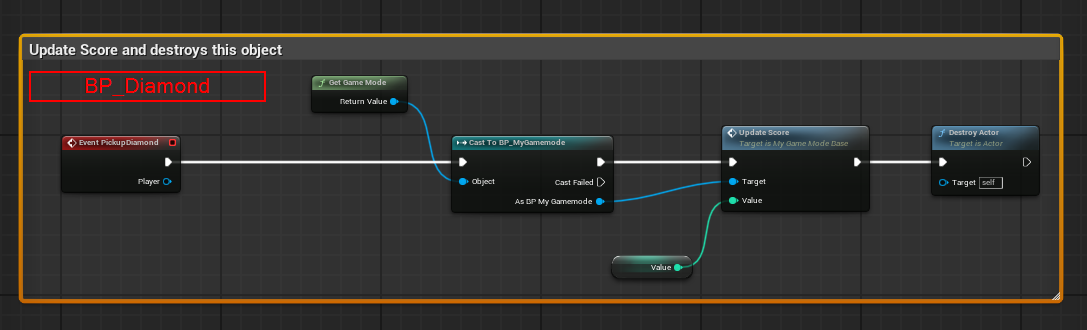 Update Score and destroys this object
BP_Diamond
Get Game Mode
Return Value
Event PickupDiamond
Player
Cast To BP_MyGamemode
Object
Cast Failed
As BP My Gamemode
Update Score
Target is My Game Mode Base
Target
Value
Value
Destroy Actor
Target is Actor
Target self